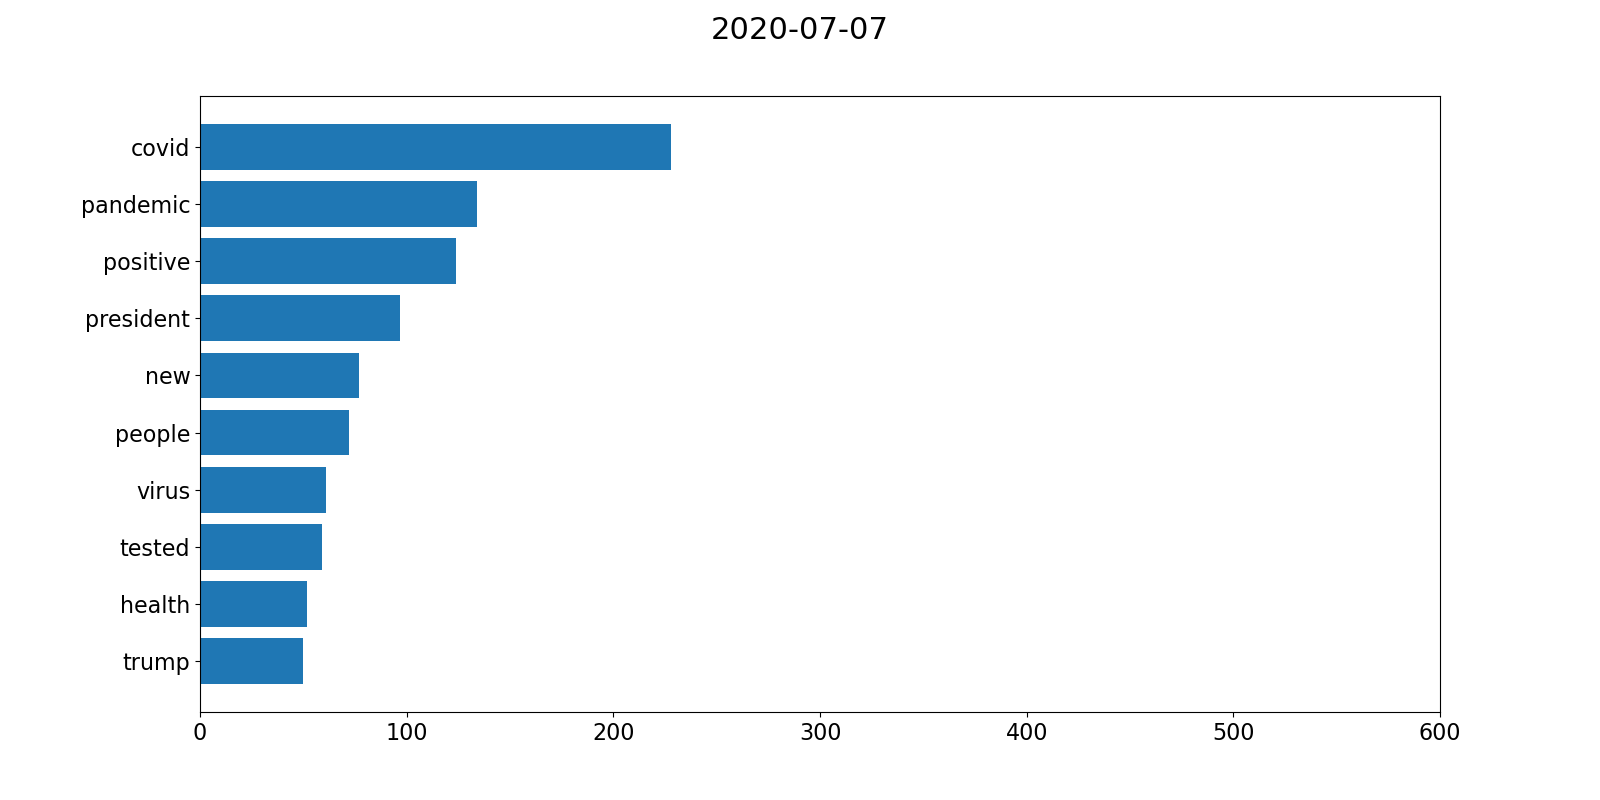 2020-07-07
covid
pandemic
positive
president
new
people
virus
tested
health
trump
0 100 200 300 400 500 600